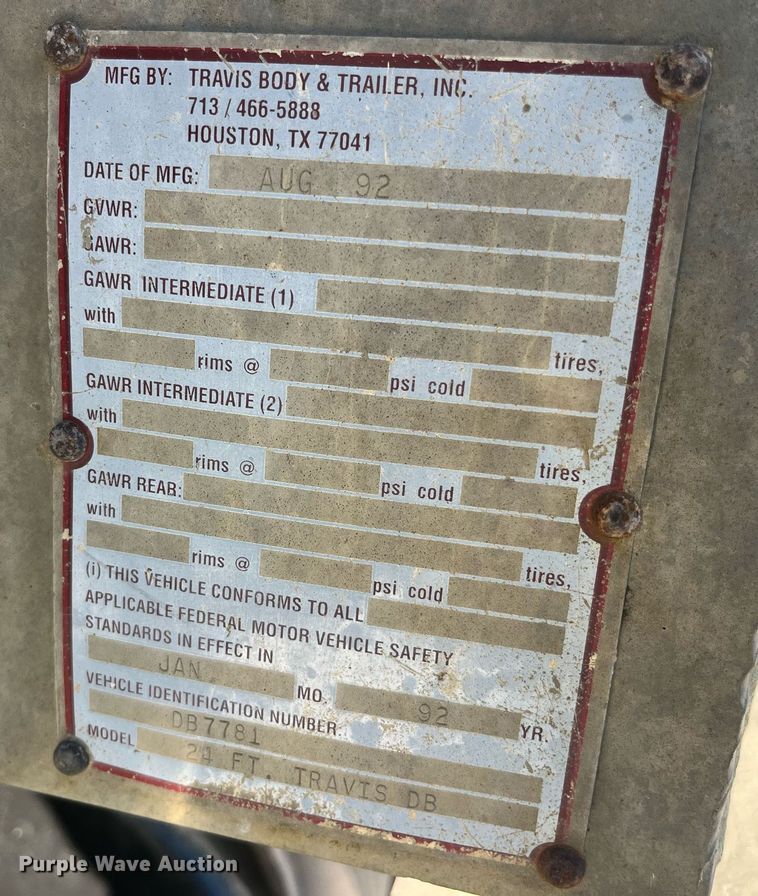 MFG BY: TRAVIS BODY & TRAILER, INC.
713 / 466-5888
HOUSTON, TX 77041
DATE OF MFG: AUG 92
GVWR:
GAWR:
GAWR INTERMEDIATE (1)
with tires,
rims @ psi cold
GAWR INTERMEDIATE (2)
with tires,
rims @ psi cold
GAWR REAR:
with tires,
rims @ psi cold
(i) THIS VEHICLE CONFORMS TO ALL
APPLICABLE FEDERAL MOTOR VEHICLE SAFETY
STANDARDS IN EFFECT IN
JAN MO. 92 YR.
VEHICLE IDENTIFICATION NUMBER
DB7781
MODEL 24 FT. TRAVIS DB
Purple Wave Auction